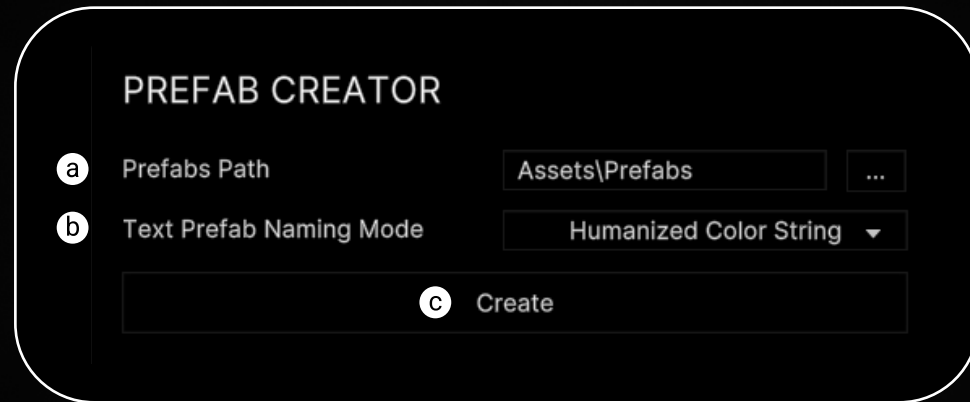 PREFAB CREATOR
a Prefabs Path Assets\Prefabs ...
b Text Prefab Naming Mode Humanized Color String
c Create